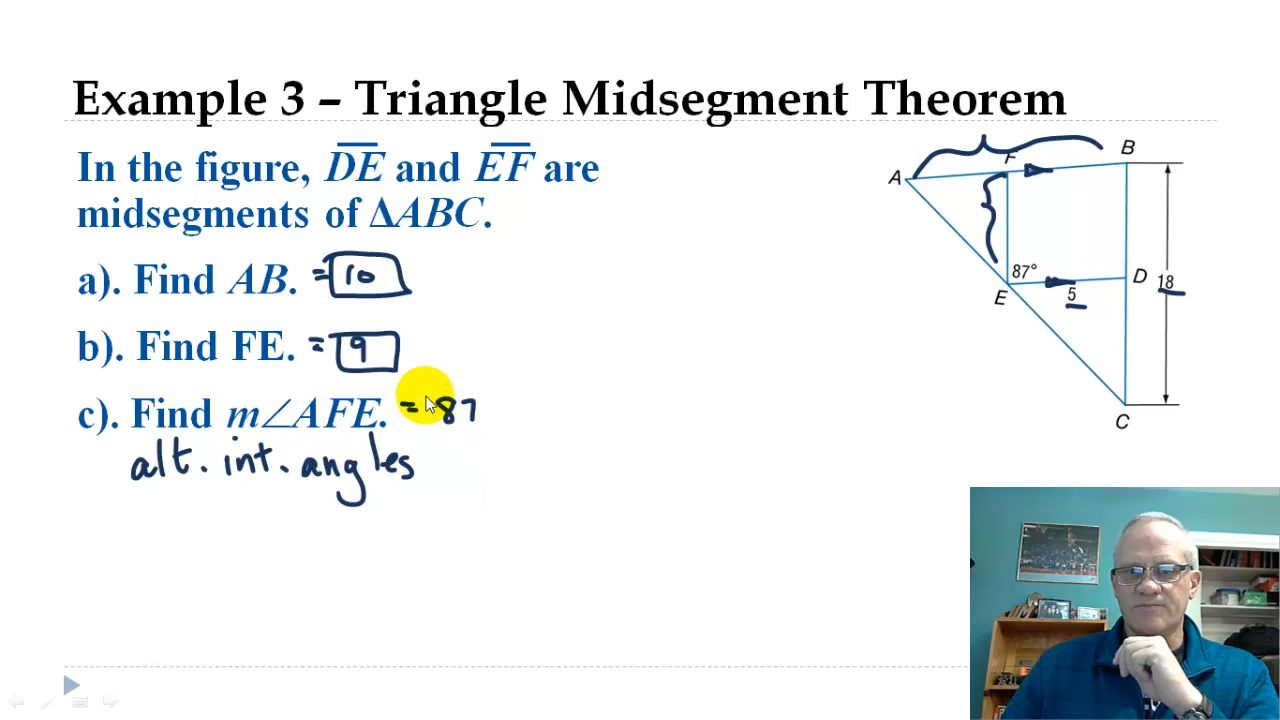 Example 3 – Triangle Midsegment Theorem
In the figure, DE and EF are
midsegments of ΔABC.
a). Find AB. = 10
b). Find FE. = 9
c). Find m∠AFE. = 87
alt. int. angles
B
F
A
87°
D
18
E
5
C